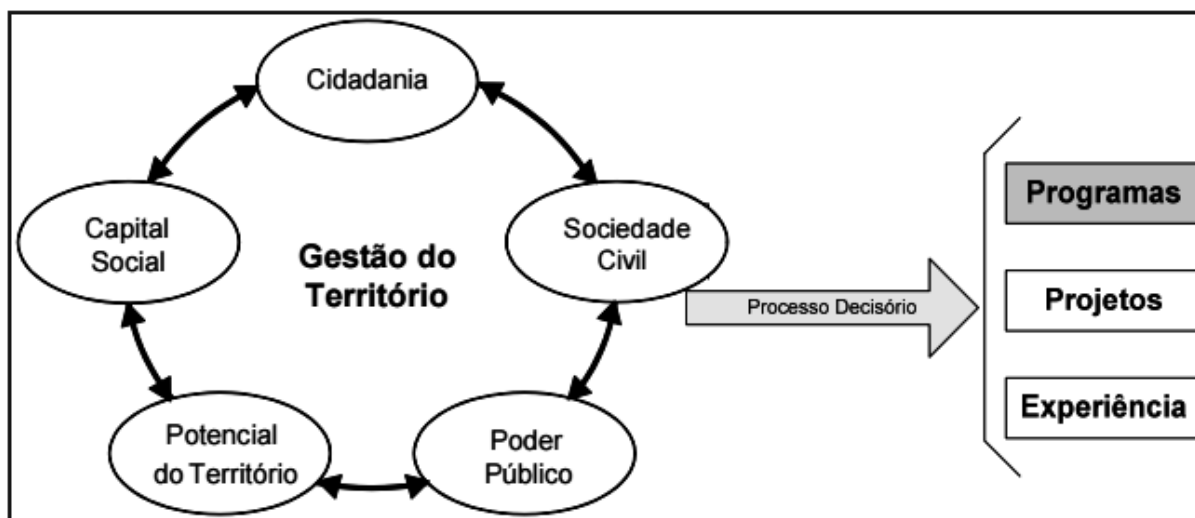 Cidadania
Capital
Social
Sociedade
Civil
Gestão do
Território
Potencial
do Território
Poder
Público
Processo Decisório
Programas
Projetos
Experiência